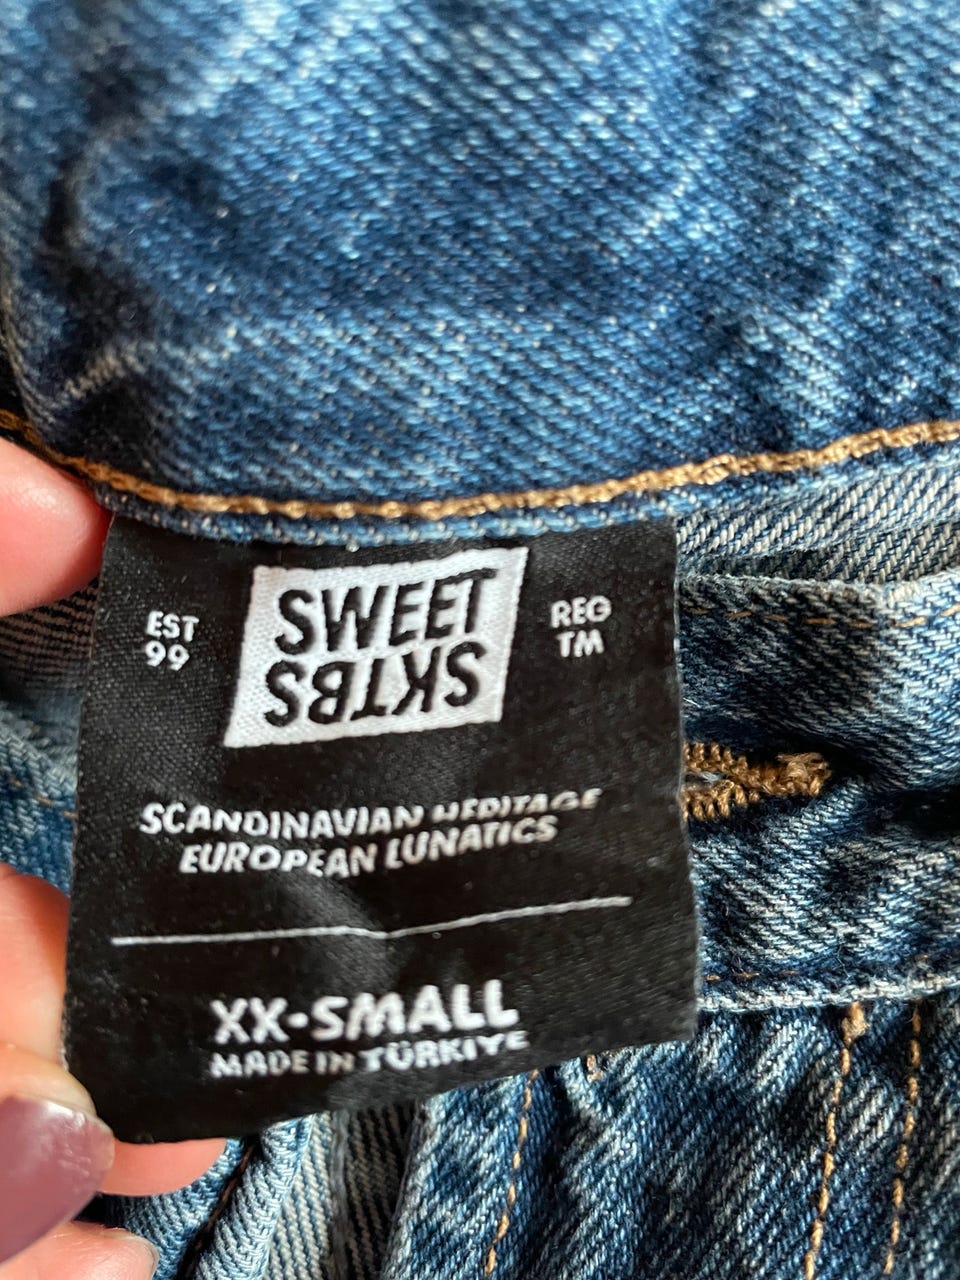 EST
99
SWEET
SKTBS
REG
TM
SCANDINAVIAN HERITAGE
EUROPEAN LUNATICS
XX-SMALL
MADE IN TÜRKIYE